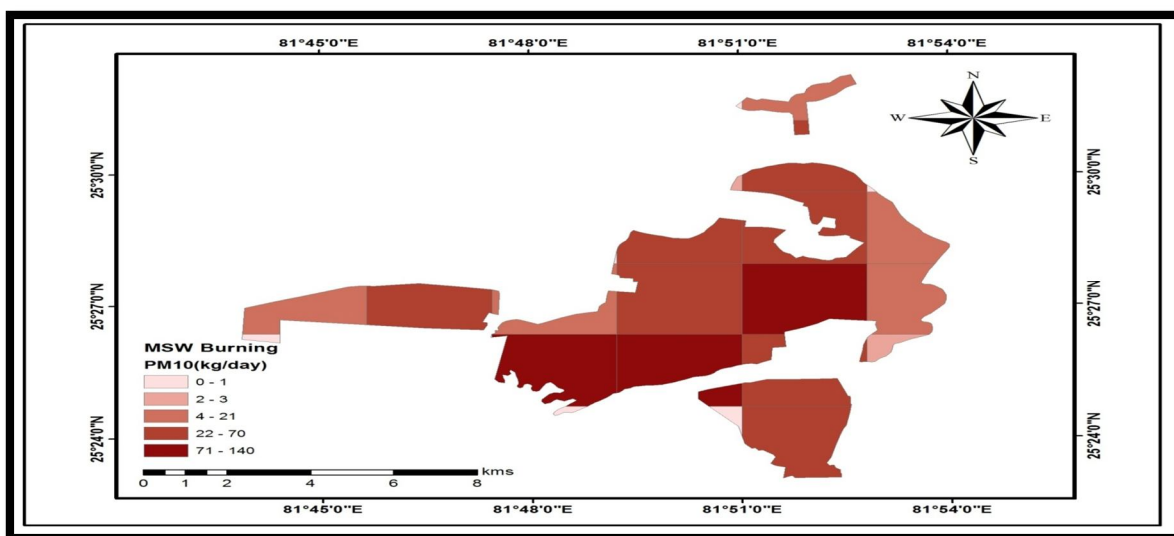 81°45'0"E 81°48'0"E 81°51'0"E 81°54'0"E
N
W E
S
25°30'0"N 25°30'0"N
25°27'0"N 25°27'0"N
MSW Burning
PM10(kg/day)
0 - 1
2 - 3
4 - 21
22 - 70
71 - 140
25°24'0"N 25°24'0"N
kms
0 1 2 4 6 8
81°45'0"E 81°48'0"E 81°51'0"E 81°54'0"E